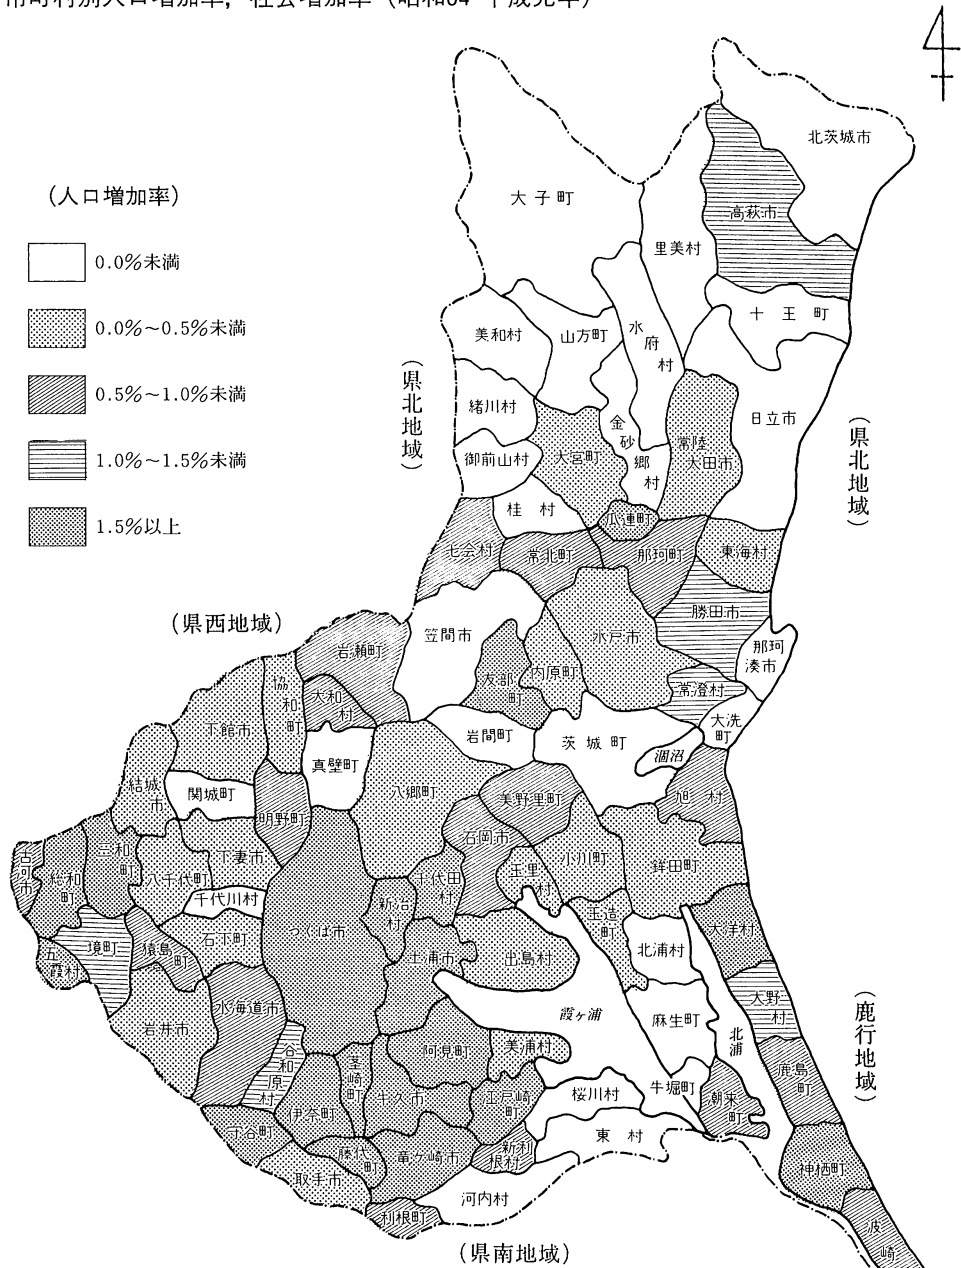 市町村別人口増加率，社会増加率（昭和64・平成元年）
（人口増加率）
0.0%未満
0.0%～0.5%未満
0.5%～1.0%未満
1.0%～1.5%未満
1.5%以上
（県北地域）
（県北地域）
（県西地域）
（鹿行地域）
（県南地域）
北茨城市
大子町
高萩市
里美村
十王町
美和村
山方町
水府村
日立市
緒川村
金砂郷村
常陸太田市
大宮町
御前山村
桂村
瓜連町
七会村
常北町
那珂町
東海村
勝田市
笠間市
水戸市
那珂湊市
岩瀬町
友部町
内原町
常澄村
協和町
大和村
大洗町
下館市
岩間町
茨城町
涸沼
真壁町
結城市
関城町
八郷町
美野里町
旭村
明野町
石岡市
三和町
下妻市
小川町
鉾田町
古河市
総和町
八千代町
千代田村
玉里村
千代川村
新治村
玉造町
大洋村
つくば市
境町
猿島町
石下町
土浦市
出島村
北浦村
五霞村
大野村
水海道市
霞ヶ浦
麻生町
岩井市
北浦
谷和原村
茎崎町
阿見町
美浦村
鹿島町
伊奈町
牛久市
江戸崎町
桜川村
牛堀町
潮来町
守谷町
東村
藤代町
竜ヶ崎市
新利根村
神栖町
取手市
河内村
利根町
波崎